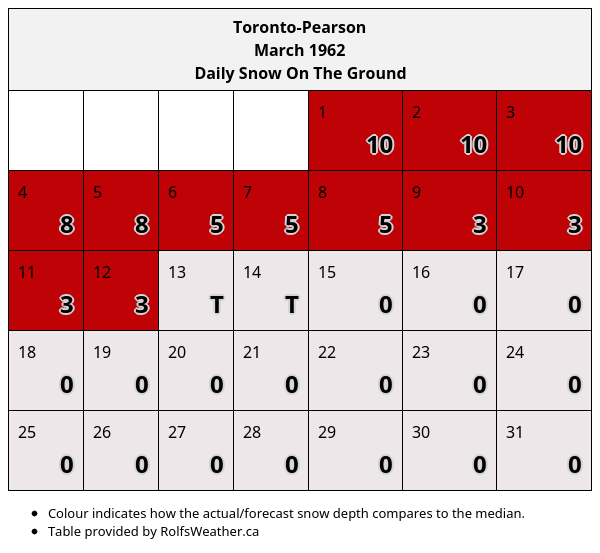 Toronto-Pearson
March 1962
Daily Snow On The Ground
1 2 3
10 10 10
4 5 6 7 8 9 10
8 8 5 5 5 3 3
11 12 13 14 15 16 17
3 3 T T 0 0 0
18 19 20 21 22 23 24
0 0 0 0 0 0 0
25 26 27 28 29 30 31
0 0 0 0 0 0 0
• Colour indicates how the actual/forecast snow depth compares to the median.
• Table provided by RolfsWeather.ca